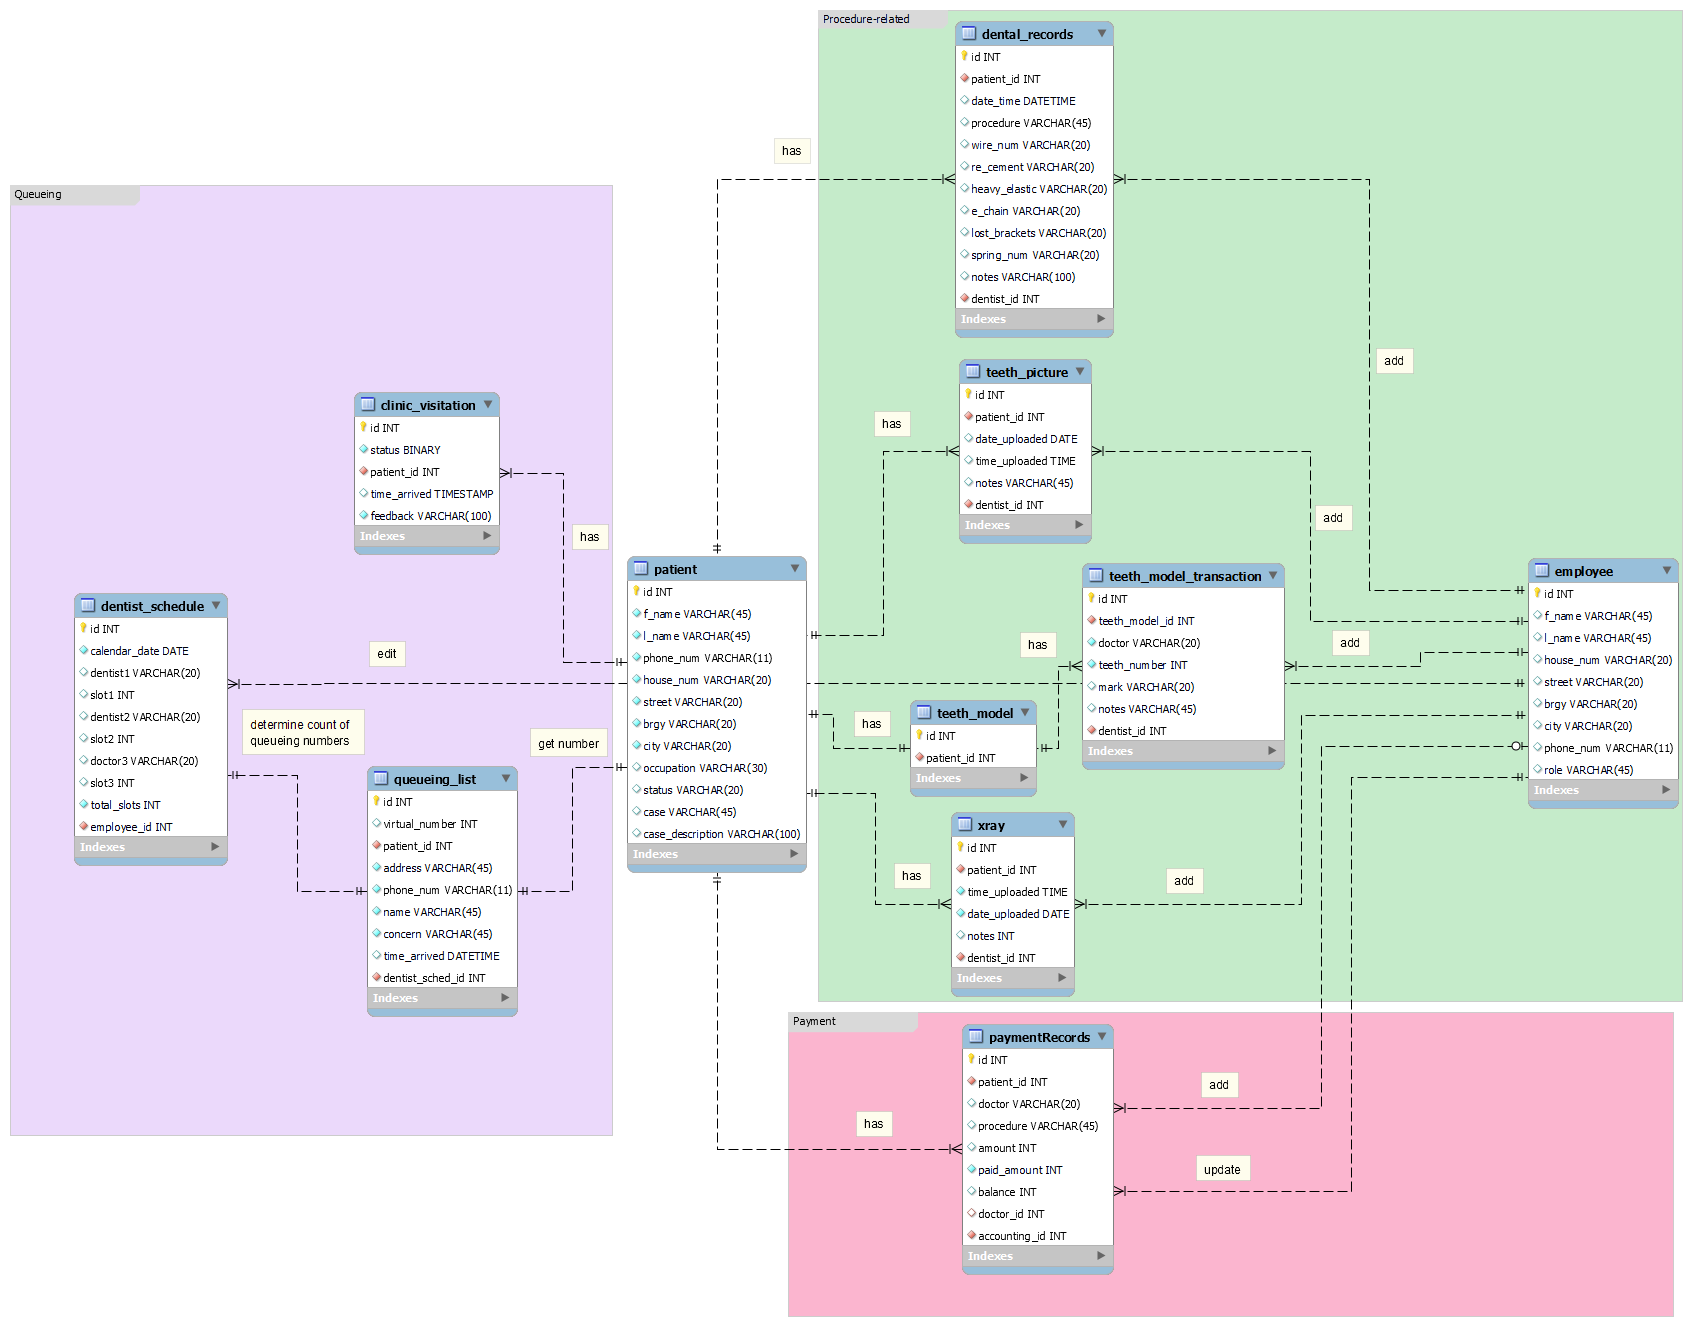 Procedure-related
dental_records
id INT
patient_id INT
date_time DATETIME
procedure VARCHAR(45)
wire_num VARCHAR(20)
re_cement VARCHAR(20)
heavy_elastic VARCHAR(20)
e_chain VARCHAR(20)
lost_brackets VARCHAR(20)
spring_num VARCHAR(20)
notes VARCHAR(100)
dentist_id INT
Indexes
has
add
Queueing
teeth_picture
id INT
patient_id INT
date_uploaded DATE
time_uploaded TIME
notes VARCHAR(45)
dentist_id INT
Indexes
has
add
clinic_visitation
id INT
status BINARY
patient_id INT
time_arrived TIMESTAMP
feedback VARCHAR(100)
Indexes
has
dentist_schedule
id INT
calendar_date DATE
dentist1 VARCHAR(20)
slot1 INT
dentist2 VARCHAR(20)
slot2 INT
doctor3 VARCHAR(20)
slot3 INT
total_slots INT
employee_id INT
Indexes
edit
determine count of
queueing numbers
get number
queueing_list
id INT
virtual_number INT
patient_id INT
address VARCHAR(45)
phone_num VARCHAR(11)
name VARCHAR(45)
concern VARCHAR(45)
time_arrived DATETIME
dentist_sched_id INT
Indexes
patient
id INT
f_name VARCHAR(45)
l_name VARCHAR(45)
phone_num VARCHAR(11)
house_num VARCHAR(20)
street VARCHAR(20)
brgy VARCHAR(20)
city VARCHAR(20)
occupation VARCHAR(30)
status VARCHAR(20)
case VARCHAR(45)
case_description VARCHAR(100)
Indexes
teeth_model_transaction
id INT
teeth_model_id INT
doctor VARCHAR(20)
teeth_number INT
mark VARCHAR(20)
notes VARCHAR(45)
dentist_id INT
Indexes
has
add
teeth_model
id INT
patient_id INT
Indexes
has
employee
id INT
f_name VARCHAR(45)
l_name VARCHAR(45)
house_num VARCHAR(20)
street VARCHAR(20)
brgy VARCHAR(20)
city VARCHAR(20)
phone_num VARCHAR(11)
role VARCHAR(45)
Indexes
xray
id INT
patient_id INT
time_uploaded TIME
date_uploaded DATE
notes INT
dentist_id INT
Indexes
has
add
Payment
paymentRecords
id INT
patient_id INT
doctor VARCHAR(20)
procedure VARCHAR(45)
amount INT
paid_amount INT
balance INT
doctor_id INT
accounting_id INT
Indexes
has
add
update